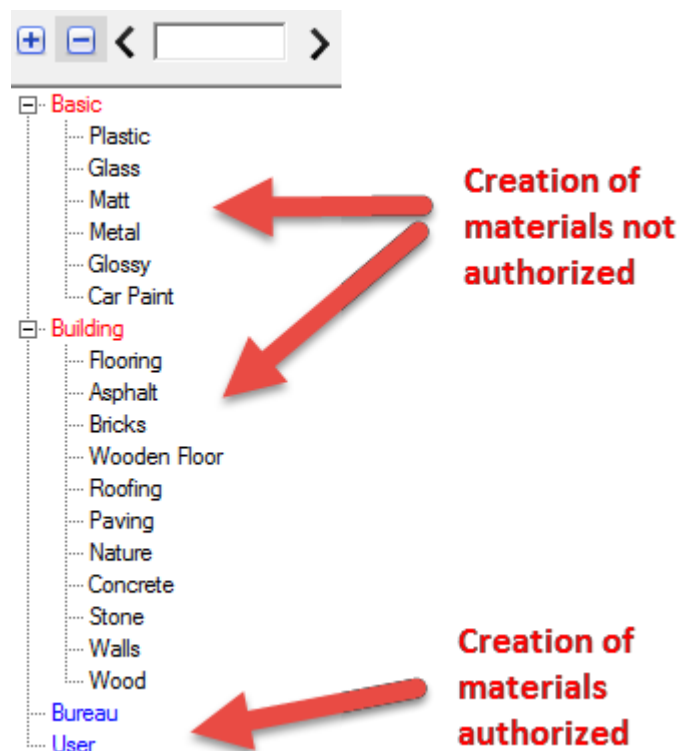 Basic
Plastic
Glass
Matt
Metal
Glossy
Car Paint
Creation of
materials not
authorized
Building
Flooring
Asphalt
Bricks
Wooden Floor
Roofing
Paving
Nature
Concrete
Stone
Walls
Wood
Bureau
User
Creation of
materials
authorized